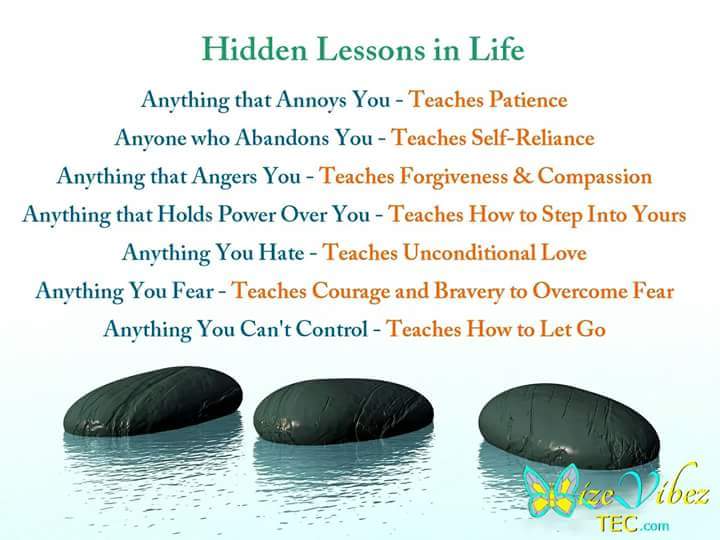 Hidden Lessons in Life
Anything that Annoys You - Teaches Patience
Anyone who Abandons You - Teaches Self-Reliance
Anything that Angers You - Teaches Forgiveness & Compassion
Anything that Holds Power Over You - Teaches How to Step Into Yours
Anything You Hate - Teaches Unconditional Love
Anything You Fear - Teaches Courage and Bravery to Overcome Fear
Anything You Can't Control - Teaches How to Let Go
WizeVibez
TEC.com